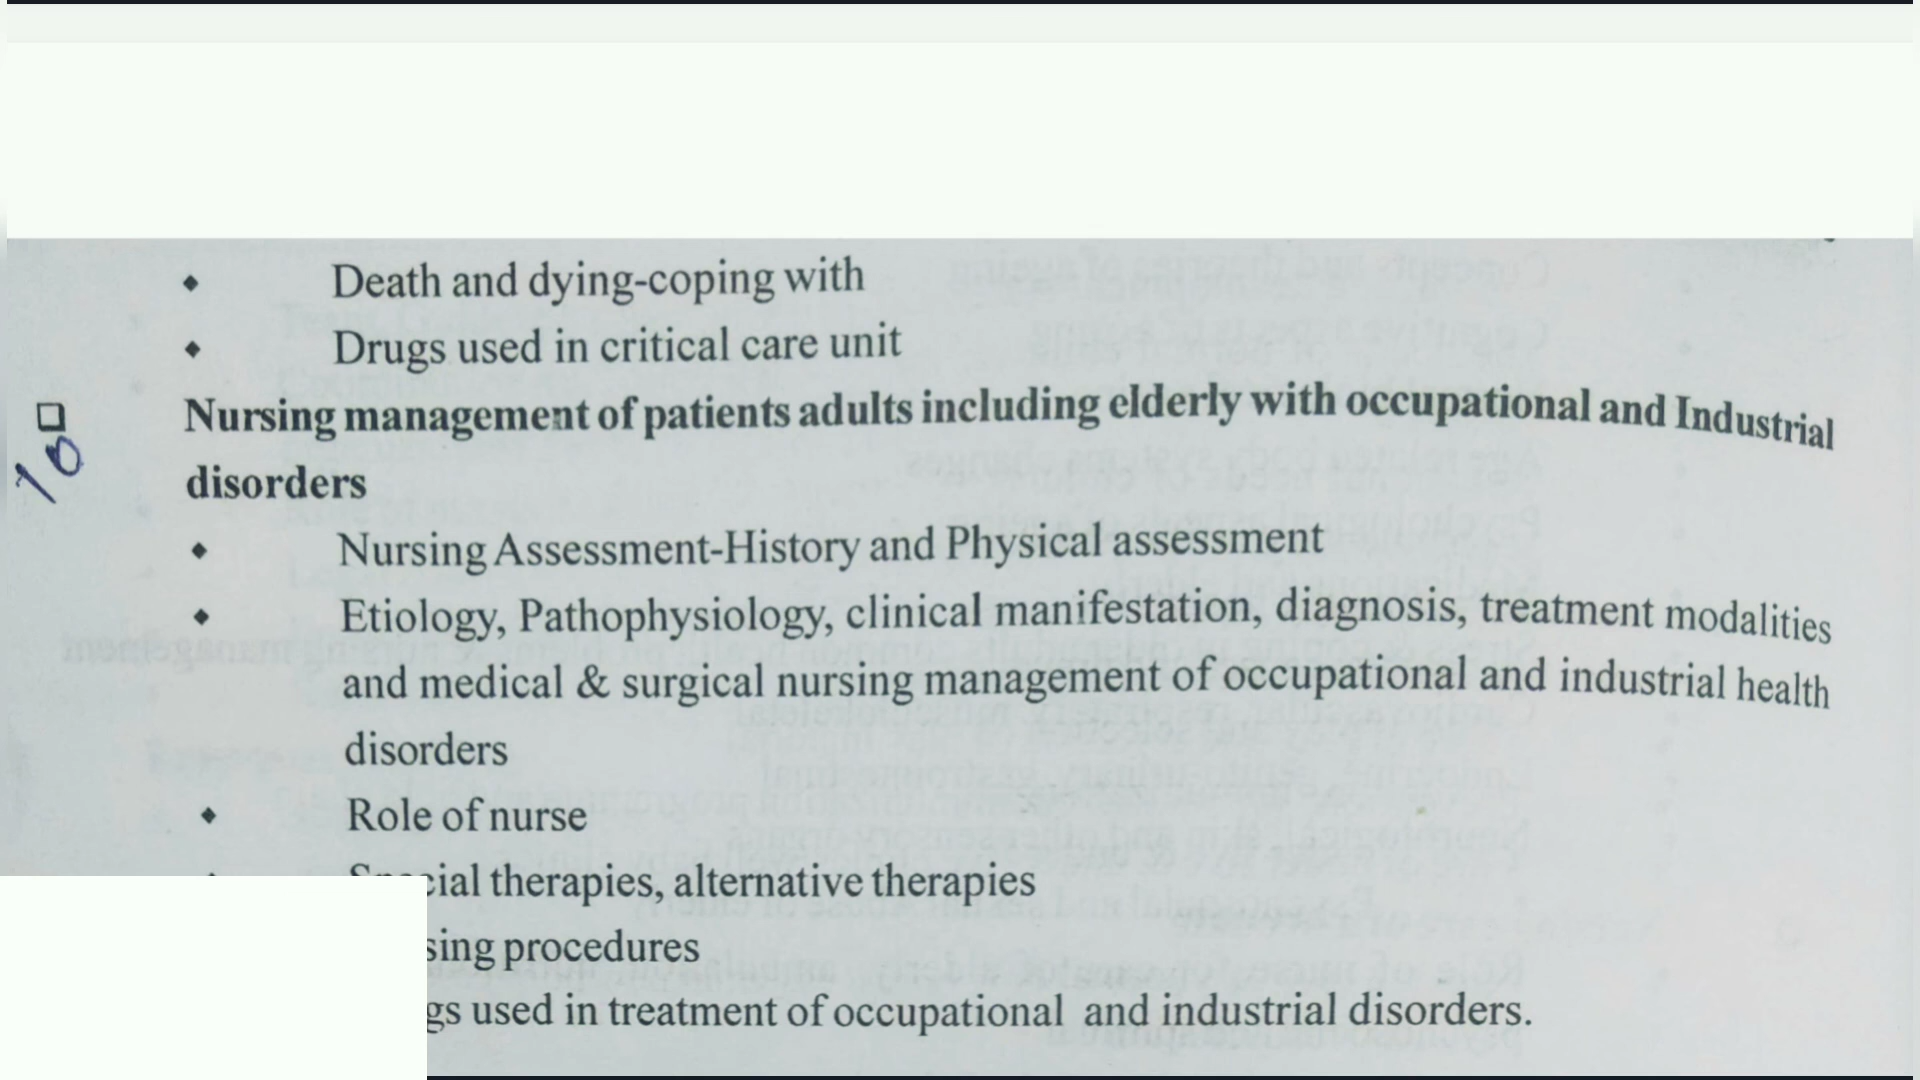 Death and dying-coping with
Drugs used in critical care unit
Nursing management of patients adults including elderly with occupational and Industrial
disorders
10
Nursing Assessment-History and Physical assessment
Etiology, Pathophysiology, clinical manifestation, diagnosis, treatment modalities
and medical & surgical nursing management of occupational and industrial health
disorders
Role of nurse
Special therapies, alternative therapies
sing procedures
gs used in treatment of occupational and industrial disorders.